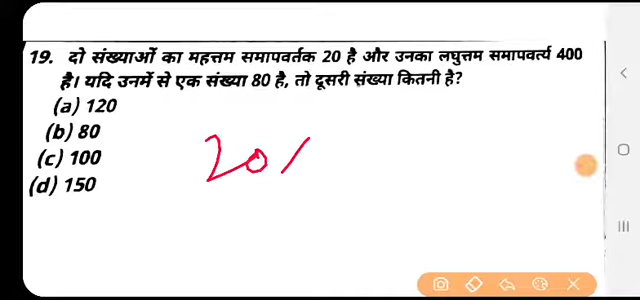 19. दो संख्याओं का महत्तम समापवर्तक 20 है और उनका लघुत्तम समापवर्त्य 400
है। यदि उनमें से एक संख्या 80 है, तो दूसरी संख्या कितनी है?
(a) 120
(b) 80
(c) 100
(d) 150
20 /